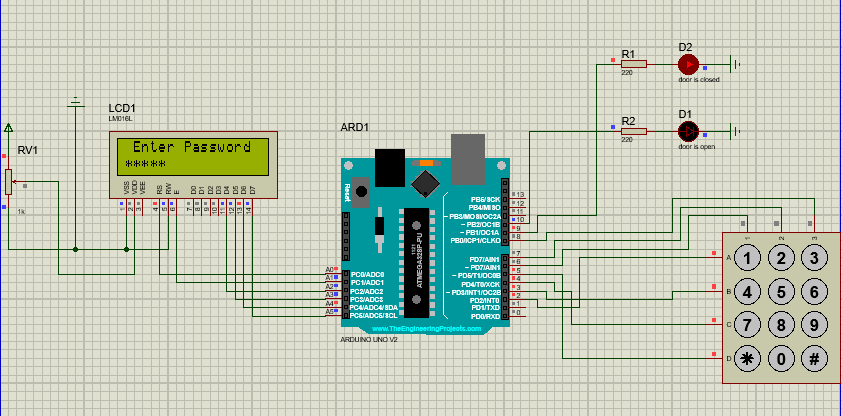 R1
D2
220
door is closed
R2
D1
220
door is open
LCD1
LM016L
RV1
1k
Enter Password
*****
VSS
VDD
VEE
RS
RW
E
D0
D1
D2
D3
D4
D5
D6
D7
1
2
3
4
5
6
7
8
9
10
11
12
13
14
ARD1
Reset
ATMEGA328P-PU
1121
PB5/SCK
PB4/MISO
~ PB3/MOSI/OC2A
~ PB2/OC1B
~ PB1/OC1A
PB0/ICP1/CLKO
PD7/AIN1
~ PD6/AIN0
~ PD5/T1/OC0B
PD4/T0/XCK
~ PD3/INT1/OC2B
PD2/INT0
PD1/TXD
PD0/RXD
13
12
11
10
9
8
7
6
5
4
3
2
1
0
A0
A1
A2
A3
A4
A5
PC0/ADC0
PC1/ADC1
PC2/ADC2
PC3/ADC3
PC4/ADC4/SDA
PC5/ADC5/SCL
www.TheEngineeringProjects.com
ARDUINO UNO V2
1
2
3
A
1 2 3
B
4 5 6
C
7 8 9
D
* 0 #